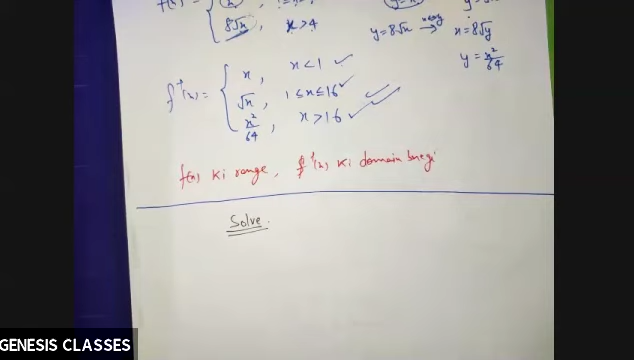 8√x, x>4
y=8√x → x=8√y
y = x²/64
f⁻¹(x) = { x, x<1
√x, 1≤x≤16
x²/64, x>16
f(x) ki range, f⁻¹(x) ki domain banegi
Solve.
GENESIS CLASSES